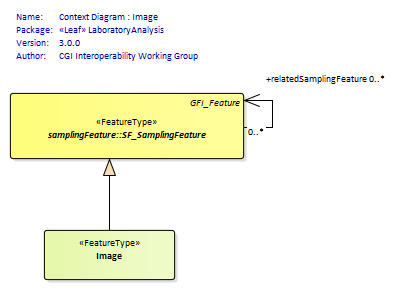 Name: Context Diagram : Image
Package: «Leaf» LaboratoryAnalysis
Version: 3.0.0
Author: CGI Interoperability Working Group
+relatedSamplingFeature 0..*
GFI_Feature
«FeatureType»
samplingFeature::SF_SamplingFeature
0..*
«FeatureType»
Image